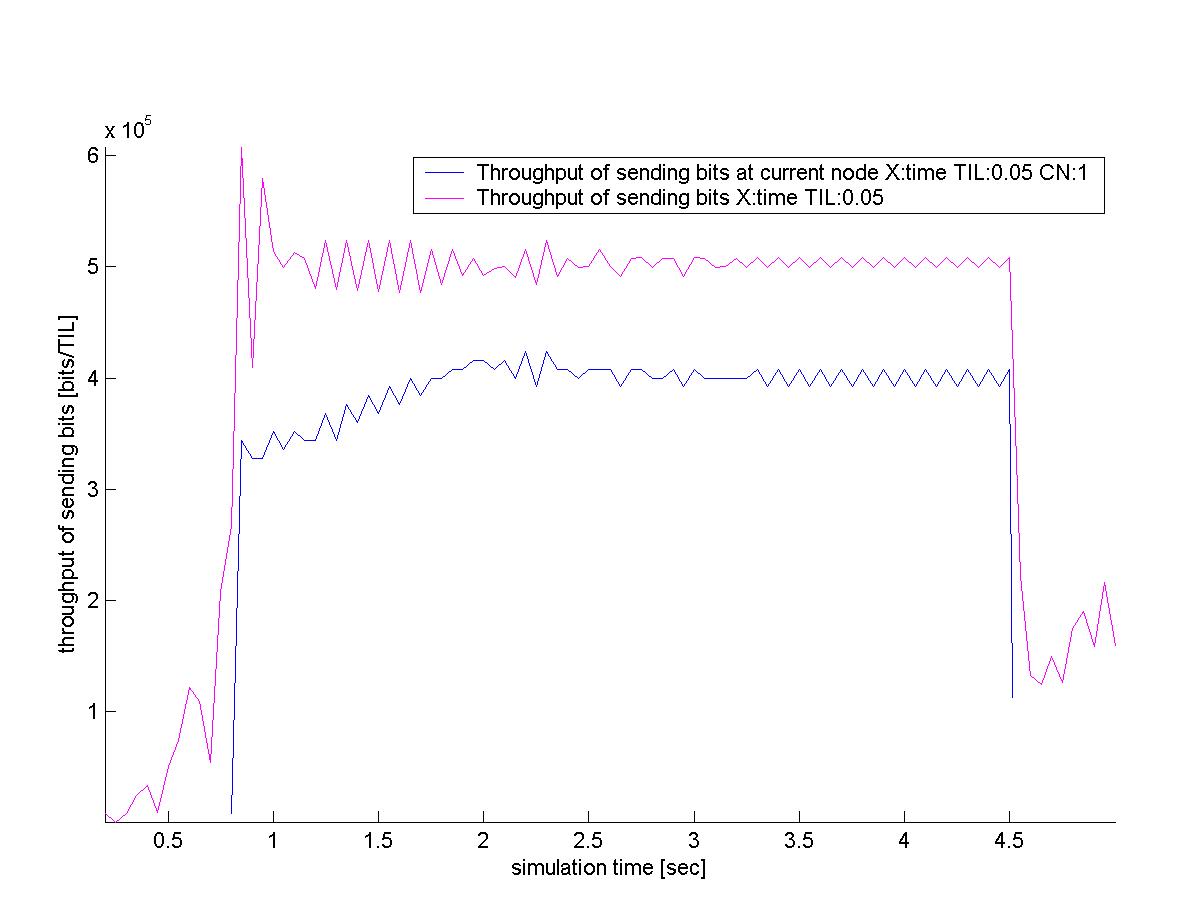 x 10^5
6
5
4
3
2
1
throughput of sending bits [bits/TIL]
Throughput of sending bits at current node X:time TIL:0.05 CN:1
Throughput of sending bits X:time TIL:0.05
0.5 1 1.5 2 2.5 3 3.5 4 4.5
simulation time [sec]